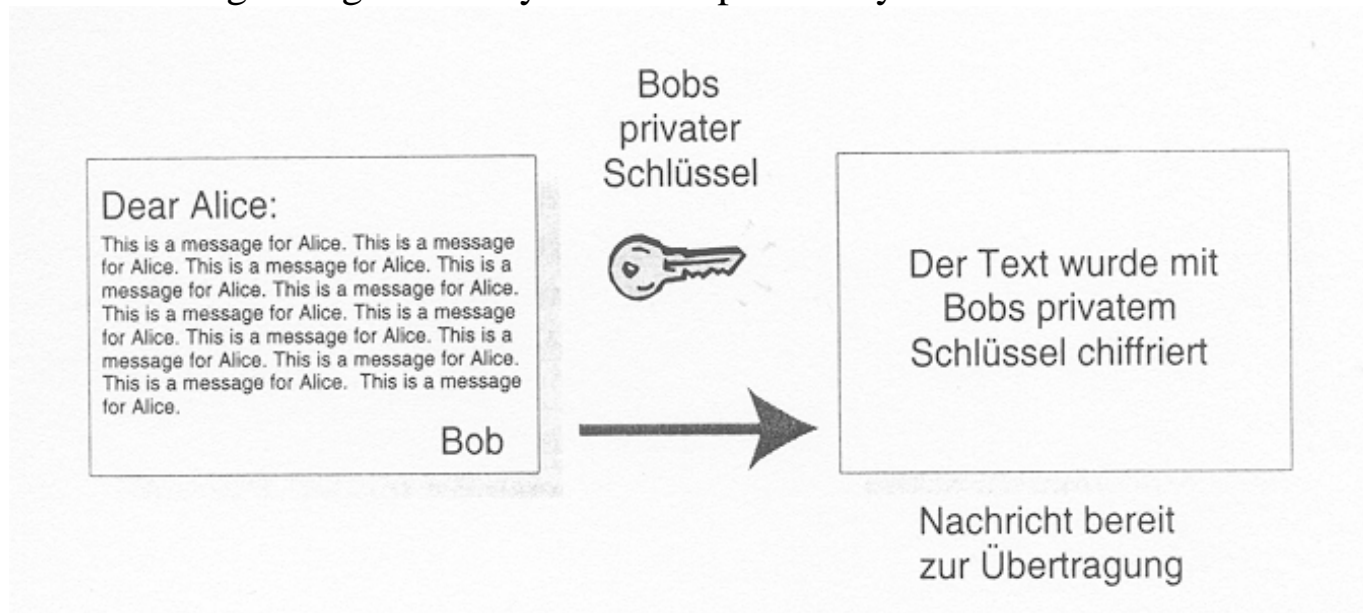 Bobs
privater
Schlüssel
Dear Alice:
This is a message for Alice. This is a message
for Alice. This is a message for Alice. This is a
message for Alice. This is a message for Alice.
This is a message for Alice. This is a message
for Alice. This is a message for Alice. This is a
message for Alice. This is a message for Alice.
This is a message for Alice. This is a message
for Alice.
Bob
Der Text wurde mit
Bobs privatem
Schlüssel chiffriert
Nachricht bereit
zur Übertragung